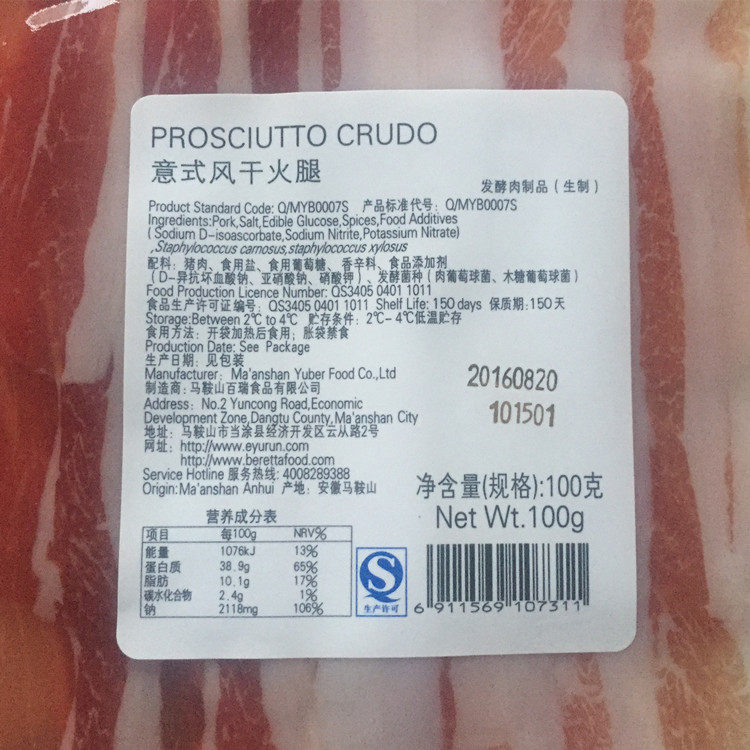 PROSCIUTTO CRUDO
意式风干火腿
发酵肉制品(生制)
Product Standard Code: Q/MYB0007S 产品标准代号: Q/MYB0007S
Ingredients:Pork,Salt,Edible Glucose,Spices,Food Additives
(Sodium D-isoascorbate,Sodium Nitrite,Potassium Nitrate)
,Staphylococcus carnosus,staphylococcus xylosus
配料: 猪肉、食用盐、食用葡萄糖、香辛料、食品添加剂
(D-异抗坏血酸钠、亚硝酸钠、硝酸钾)、发酵菌种(肉葡萄球菌、木糖葡萄球菌)
Food Production Licence Number: QS3405 0401 1011
食品生产许可证编号: QS3405 0401 1011 Shelf Life: 150 days 保质期:150天
Storage:Between 2℃ to 4℃ 贮存条件: 2℃-4℃低温贮存
食用方法: 开袋加热后食用; 胀袋禁食
Production Date: See Package
生产日期: 见包装
Manufacturer: Ma'anshan Yuber Food Co.,Ltd
制造商:马鞍山百瑞食品有限公司
Address: No.2 Yuncong Road,Economic
Development Zone,Dangtu County,Ma'anshan City
地址: 马鞍山市当涂县经济开发区云从路2号
网址: http://www.eyurun.com
http://www.berettafood.com
Service Hotline 服务热线: 4008289388
Origin:Ma'anshan Anhui 产地: 安徽马鞍山
20160820
101501
净含量(规格):100克
Net Wt.100g
营养成分表
项目 每100g NRV%
能量 1076kJ 13%
蛋白质 38.9g 65%
脂肪 10.1g 17%
碳水化合物 2.4g 1%
钠 2118mg 106%
生产许可
6 911569 107311